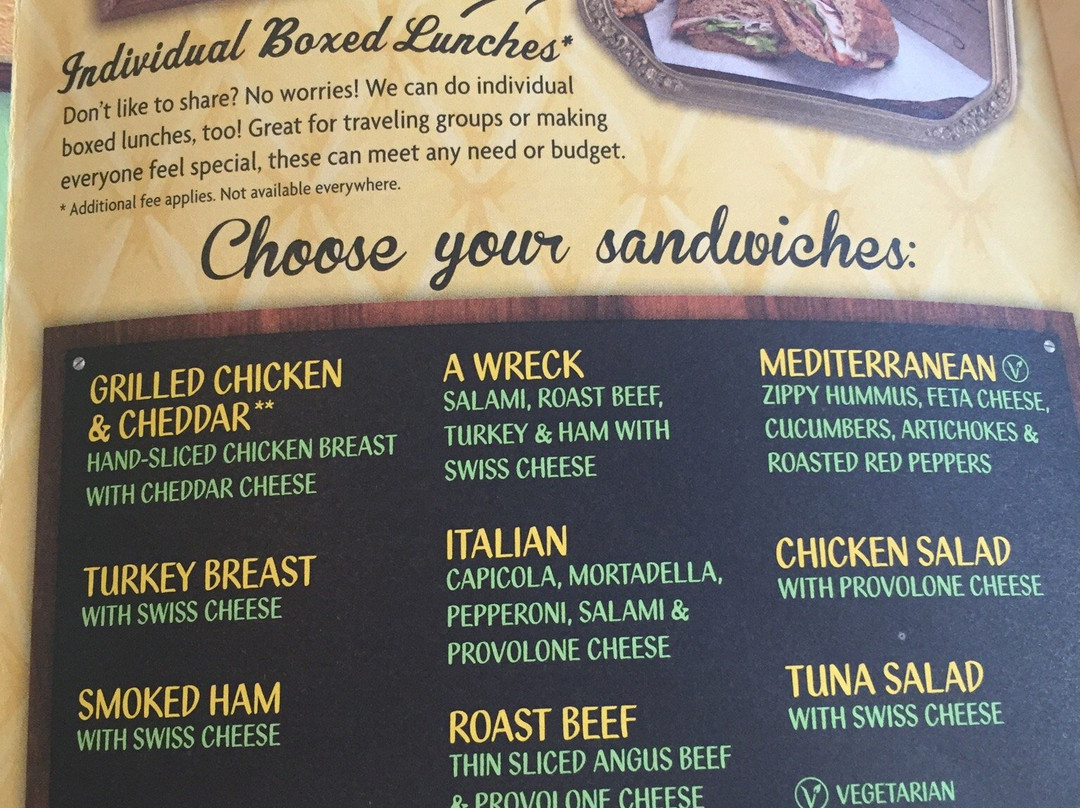 Individual Boxed Lunches*
Don't like to share? No worries! We can do individual
boxed lunches, too! Great for traveling groups or making
everyone feel special, these can meet any need or budget.
* Additional fee applies. Not available everywhere.
Choose your sandwiches:
GRILLED CHICKEN
& CHEDDAR**
HAND-SLICED CHICKEN BREAST
WITH CHEDDAR CHEESE
TURKEY BREAST
WITH SWISS CHEESE
SMOKED HAM
WITH SWISS CHEESE
A WRECK
SALAMI, ROAST BEEF,
TURKEY & HAM WITH
SWISS CHEESE
ITALIAN
CAPICOLA, MORTADELLA,
PEPPERONI, SALAMI &
PROVOLONE CHEESE
ROAST BEEF
THIN SLICED ANGUS BEEF
& PROVOLONE CHEESE
MEDITERRANEAN V
ZIPPY HUMMUS, FETA CHEESE,
CUCUMBERS, ARTICHOKES &
ROASTED RED PEPPERS
CHICKEN SALAD
WITH PROVOLONE CHEESE
TUNA SALAD
WITH SWISS CHEESE
V VEGETARIAN